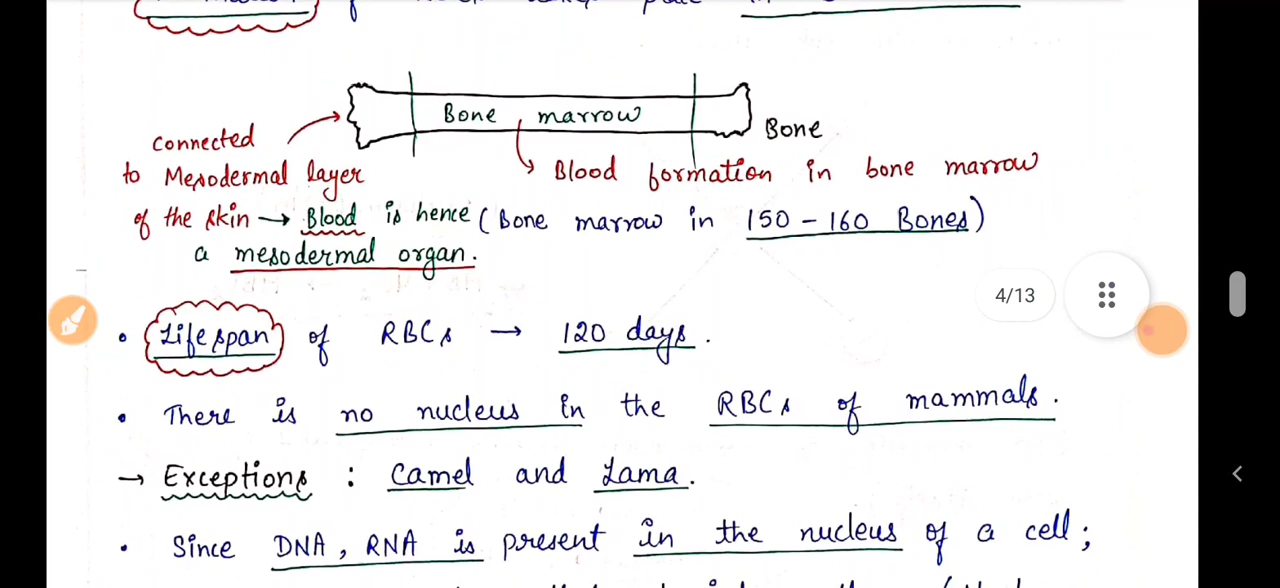 Bone marrow
Bone
Connected
to Mesodermal layer
of the skin → Blood is hence
a mesodermal organ.
Blood formation in bone marrow
(Bone marrow in 150 - 160 Bones)
4/13
• Lifespan of RBCs → 120 days.
• There is no nucleus in the RBCs of mammals.
→ Exceptions : Camel and Lama.
• Since DNA, RNA is present in the nucleus of a cell;